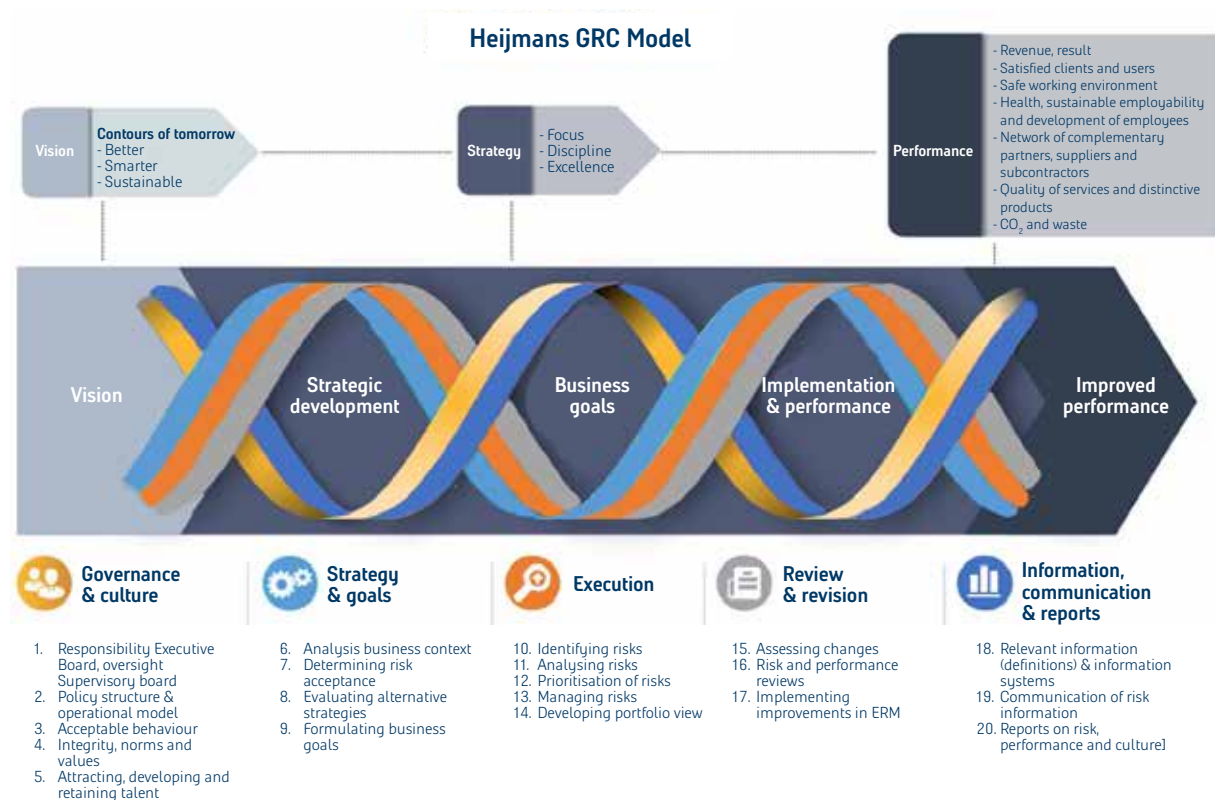 Heijmans GRC Model
Vision
Contours of tomorrow
- Better
- Smarter
- Sustainable
Strategy
- Focus
- Discipline
- Excellence
Performance
- Revenue, result
- Satisfied clients and users
- Safe working environment
- Health, sustainable employability
and development of employees
- Network of complementary
partners, suppliers and
subcontractors
- Quality of services and distinctive
products
- CO₂ and waste
Vision
Strategic
development
Business
goals
Implementation
& performance
Improved
performance
Governance
& culture
1. Responsibility Executive
Board, oversight
Supervisory board
2. Policy structure &
operational model
3. Acceptable behaviour
4. Integrity, norms and
values
5. Attracting, developing and
retaining talent
Strategy
& goals
6. Analysis business context
7. Determining risk
acceptance
8. Evaluating alternative
strategies
9. Formulating business
goals
Execution
10. Identifying risks
11. Analysing risks
12. Prioritisation of risks
13. Managing risks
14. Developing portfolio view
Review
& revision
15. Assessing changes
16. Risk and performance
reviews
17. Implementing
improvements in ERM
Information,
communication
& reports
18. Relevant information
(definitions) & information
systems
19. Communication of risk
information
20. Reports on risk,
performance and culture]